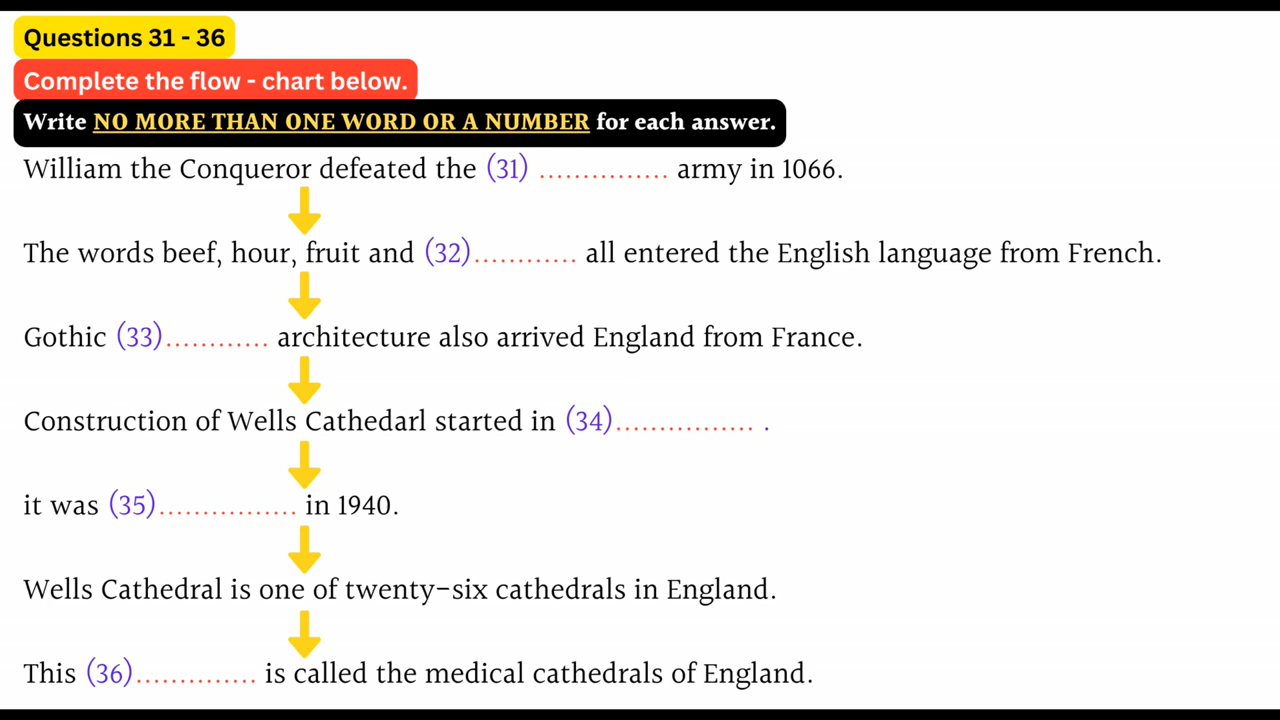 Questions 31 - 36
Complete the flow - chart below.
Write NO MORE THAN ONE WORD OR A NUMBER for each answer.
William the Conqueror defeated the (31) ............... army in 1066.
The words beef, hour, fruit and (32)............ all entered the English language from French.
Gothic (33)............ architecture also arrived England from France.
Construction of Wells Cathedarl started in (34)................ .
it was (35)................ in 1940.
Wells Cathedral is one of twenty-six cathedrals in England.
This (36).............. is called the medical cathedrals of England.